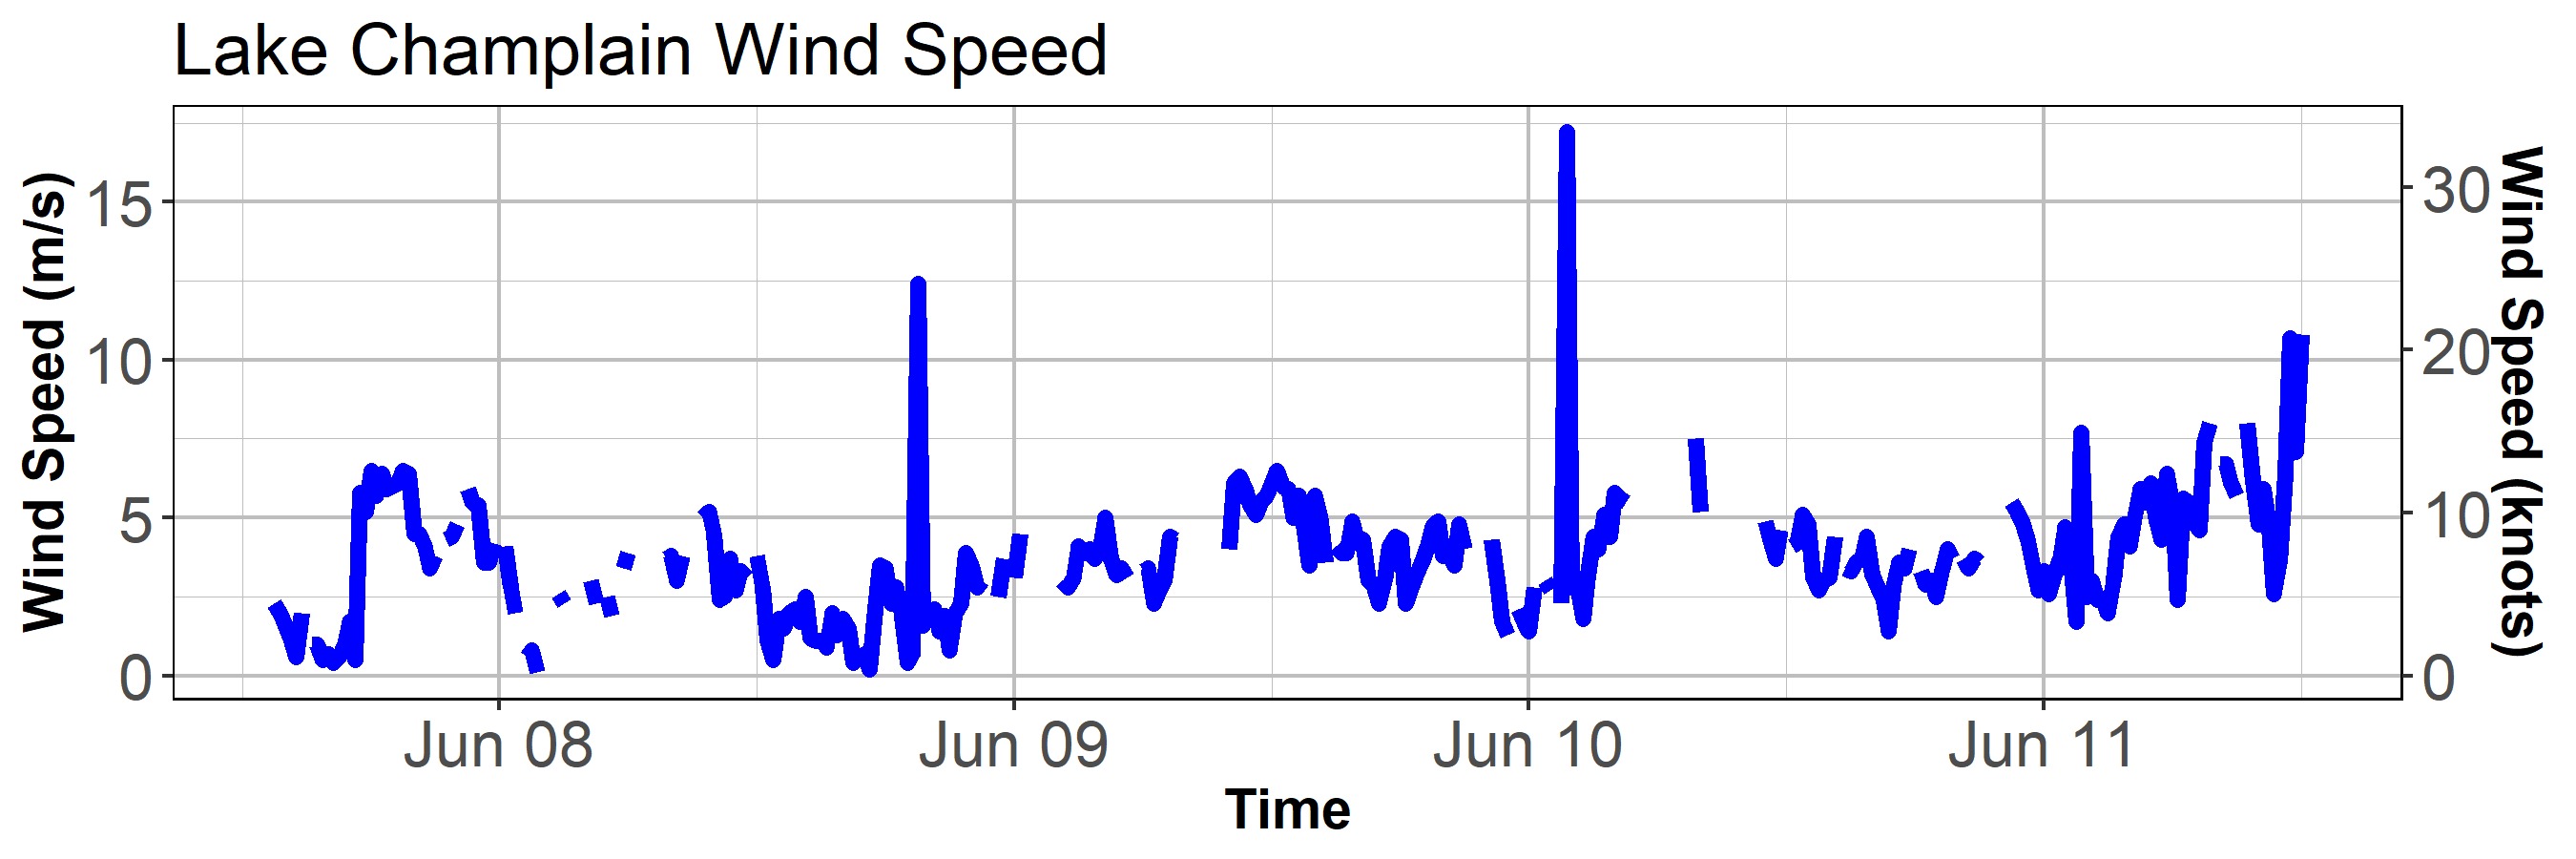 Lake Champlain Wind Speed
Wind Speed (m/s)
15
10
5
0
30
20
10
0
Wind Speed (knots)
Jun 08
Jun 09
Jun 10
Jun 11
Time